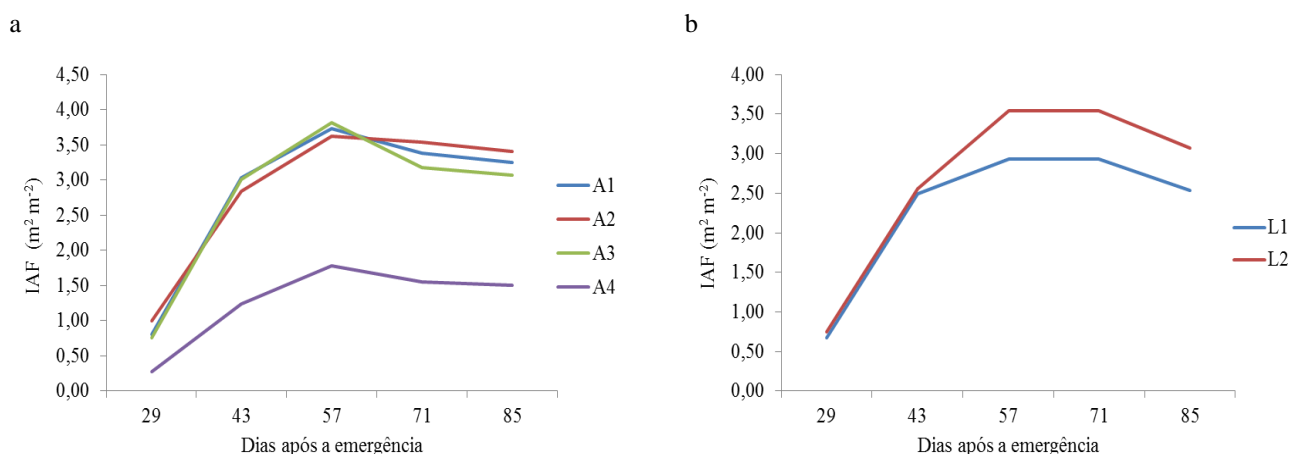 a
4,50
4,00
3,50
3,00
2,50
2,00
1,50
1,00
0,50
0,00
IAF (m² m⁻²)
29 43 57 71 85
Dias após a emergência
A1
A2
A3
A4
b
4,00
3,50
3,00
2,50
2,00
1,50
1,00
0,50
0,00
IAF (m² m⁻²)
29 43 57 71 85
Dias após a emergência
L1
L2